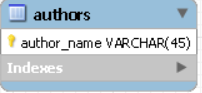 authors
author_name VARCHAR(45)
Indexes